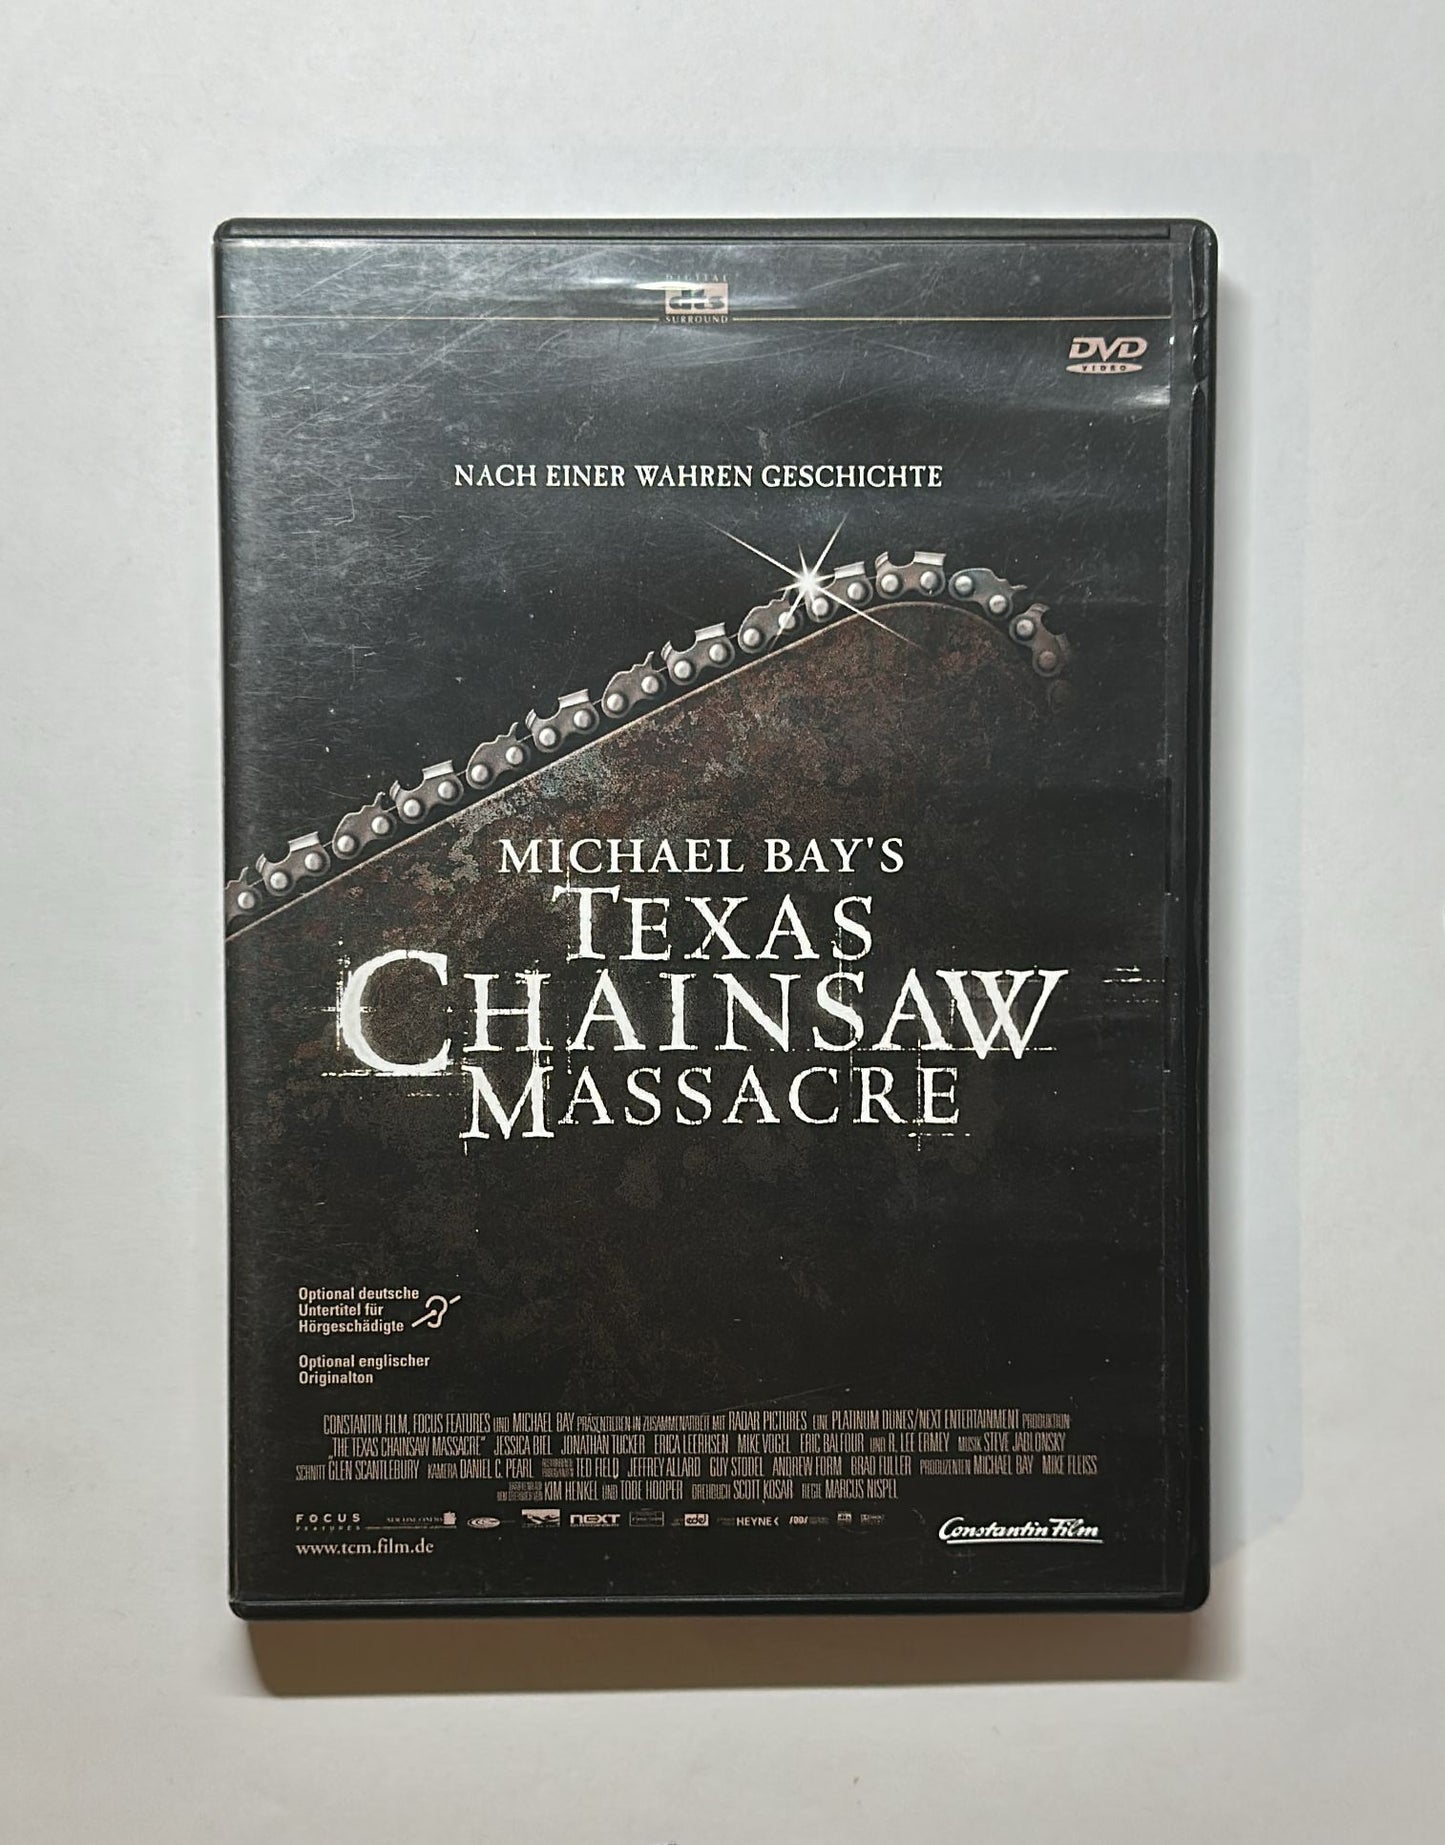 DIGITAL
dts
SURROUND
DVD
VIDEO
NACH EINER WAHREN GESCHICHTE
MICHAEL BAY'S
TEXAS
CHAINSAW
MASSACRE
Optional deutsche
Untertitel für
Hörgeschädigte
Optional englischer
Originalton
CONSTANTIN FILM, FOCUS FEATURES UND MICHAEL BAY PRÄSENTIEREN IN ZUSAMMENARBEIT MIT RADAR PICTURES EINE PLATINUM DUNES/NEXT ENTERTAINMENT PRODUKTION
„THE TEXAS CHAINSAW MASSACRE" JESSICA BIEL JONATHAN TUCKER ERICA LEERHSEN MIKE VOGEL ERIC BALFOUR UND R. LEE ERMEY MUSIK STEVE JABLONSKY
SCHNITT GLEN SCANTLEBURY KAMERA DANIEL C. PEARL TED FIELD JEFFREY ALLARD GUY STODEL ANDREW FORM BRAD FULLER PRODUZENTEN MICHAEL BAY MIKE FLEISS
KIM HENKEL UND TOBE HOOPER DREHBUCH SCOTT KOSAR REGIE MARCUS NISPEL
FOCUS
FEATURES
NEXT
edel
HEYNE
Constantin Film
www.tcm.film.de